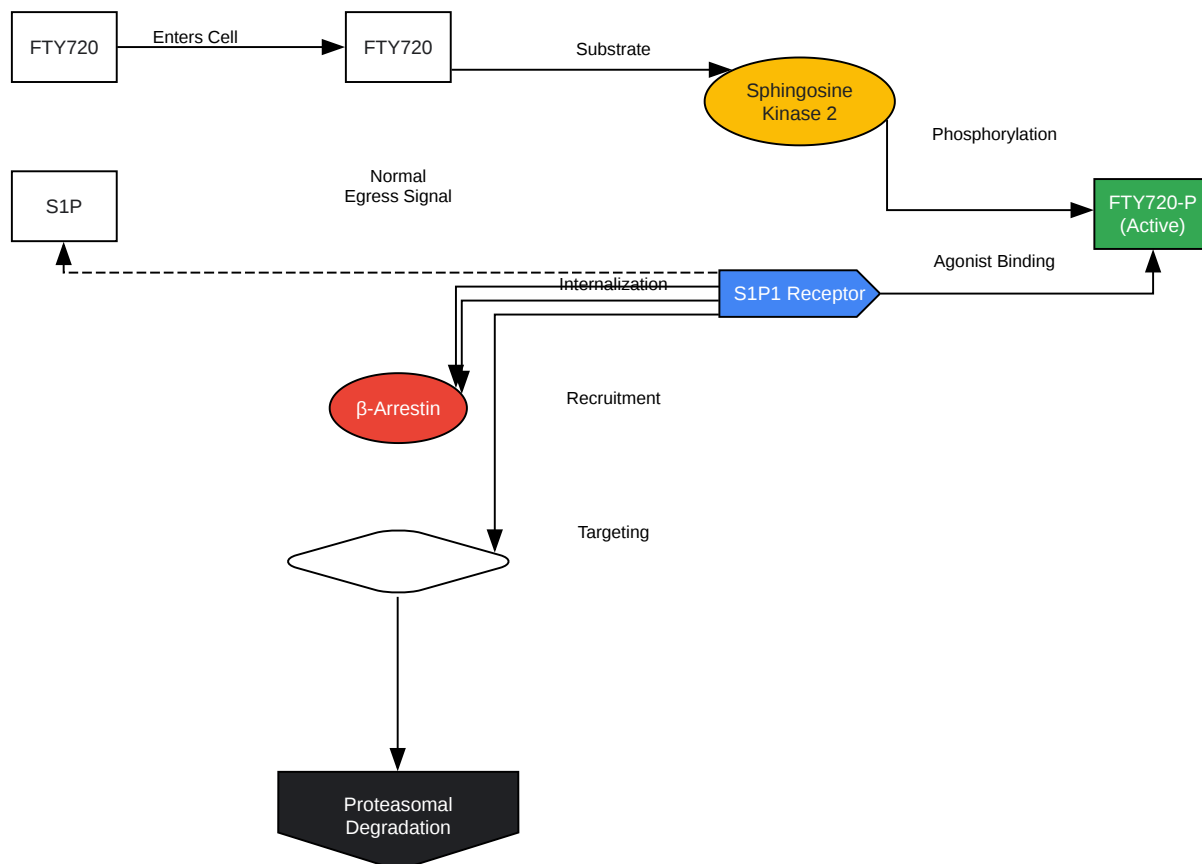 FTY720
Enters Cell
FTY720
Substrate
Sphingosine
Kinase 2
Phosphorylation
S1P
Normal
Egress Signal
FTY720-P
(Active)
Agonist Binding
Internalization
S1P1 Receptor
β-Arrestin
Recruitment
Targeting
Proteasomal
Degradation